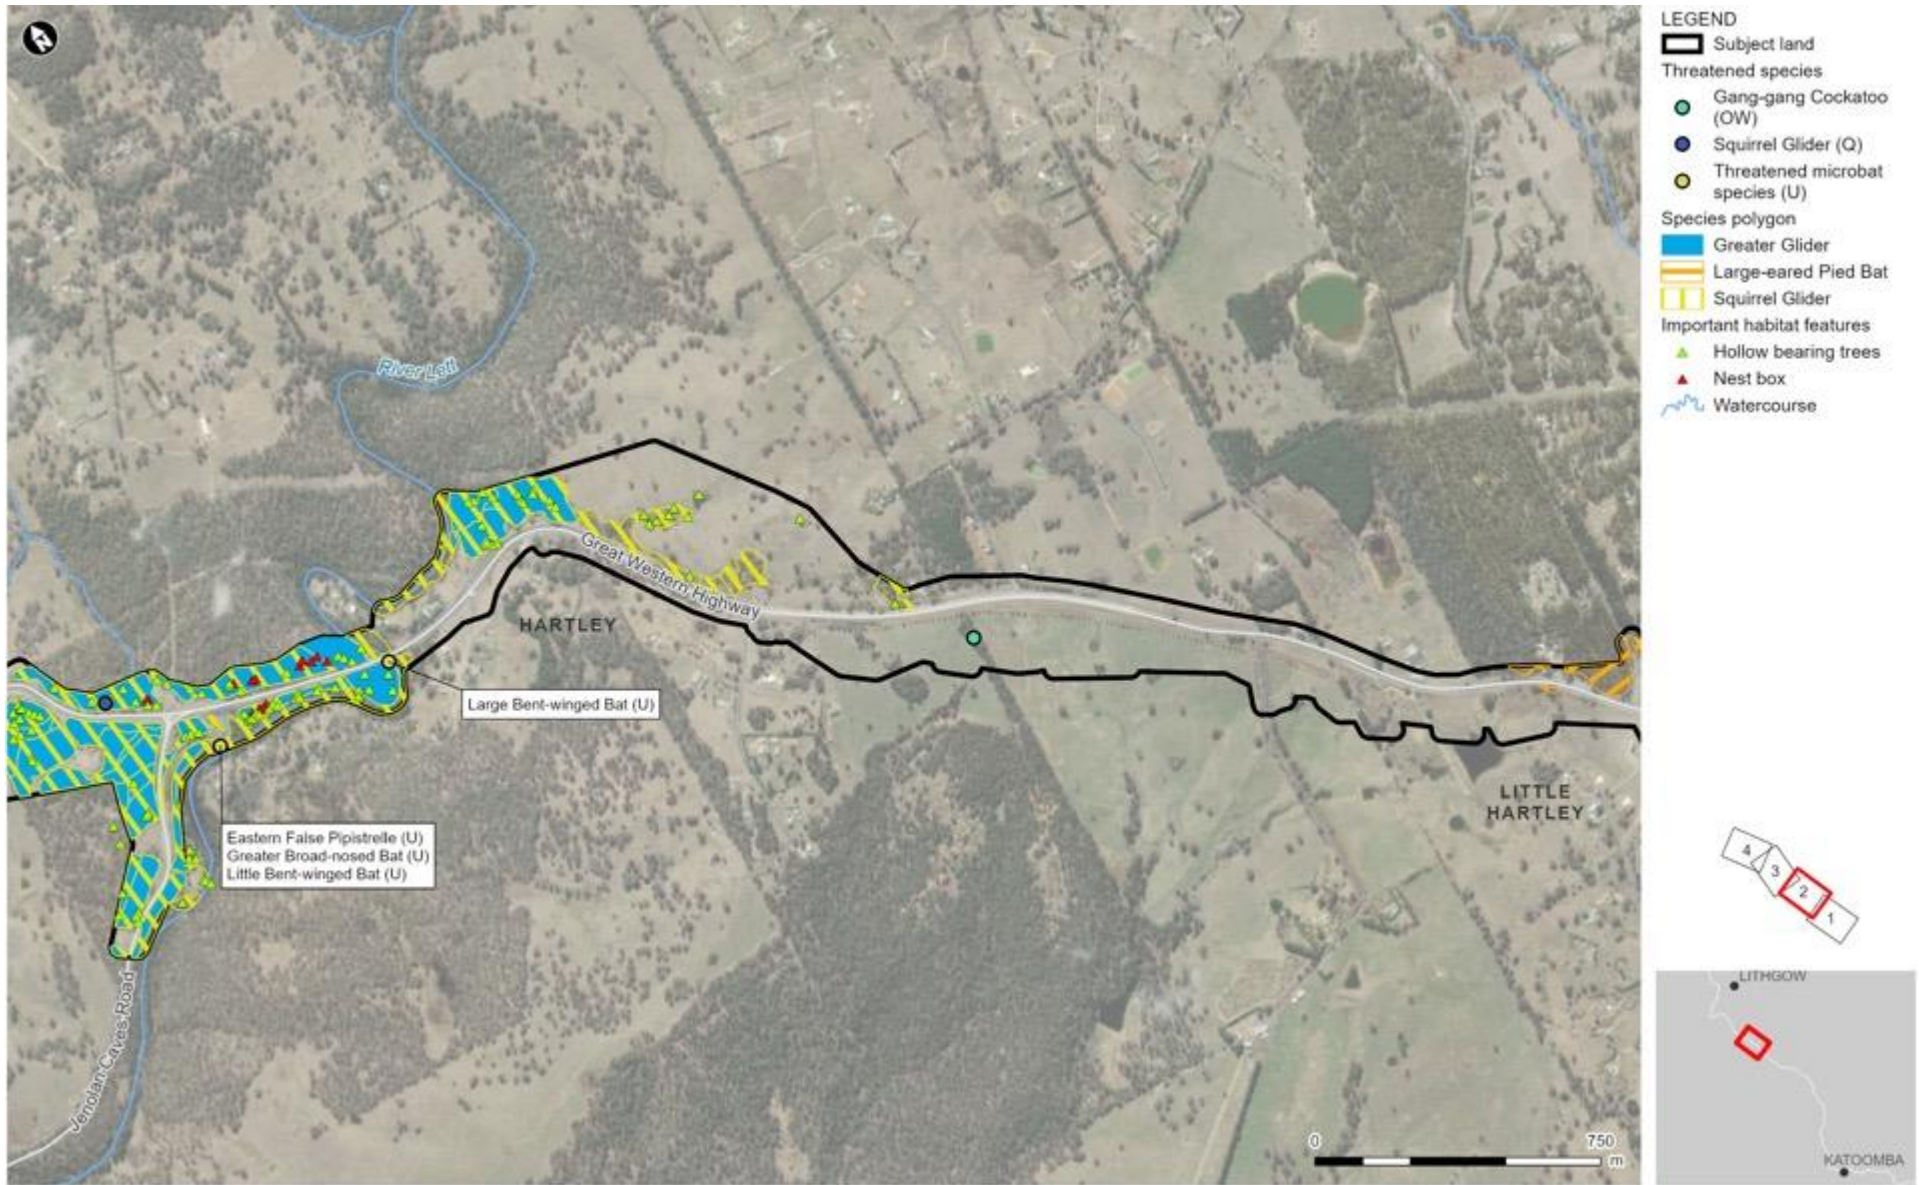 LEGEND
Subject land
Threatened species
Gang-gang Cockatoo
(OW)
Squirrel Glider (Q)
Threatened microbat
species (U)
Species polygon
Greater Glider
Large-eared Pied Bat
Squirrel Glider
Important habitat features
Hollow bearing trees
Nest box
Watercourse
River Lett
Great Western Highway
HARTLEY
Large Bent-winged Bat (U)
Eastern False Pipistrelle (U)
Greater Broad-nosed Bat (U)
Little Bent-winged Bat (U)
LITTLE
HARTLEY
Jenolan Caves Road
0 750
m
4
3
2
1
LITHGOW
KATOOMBA